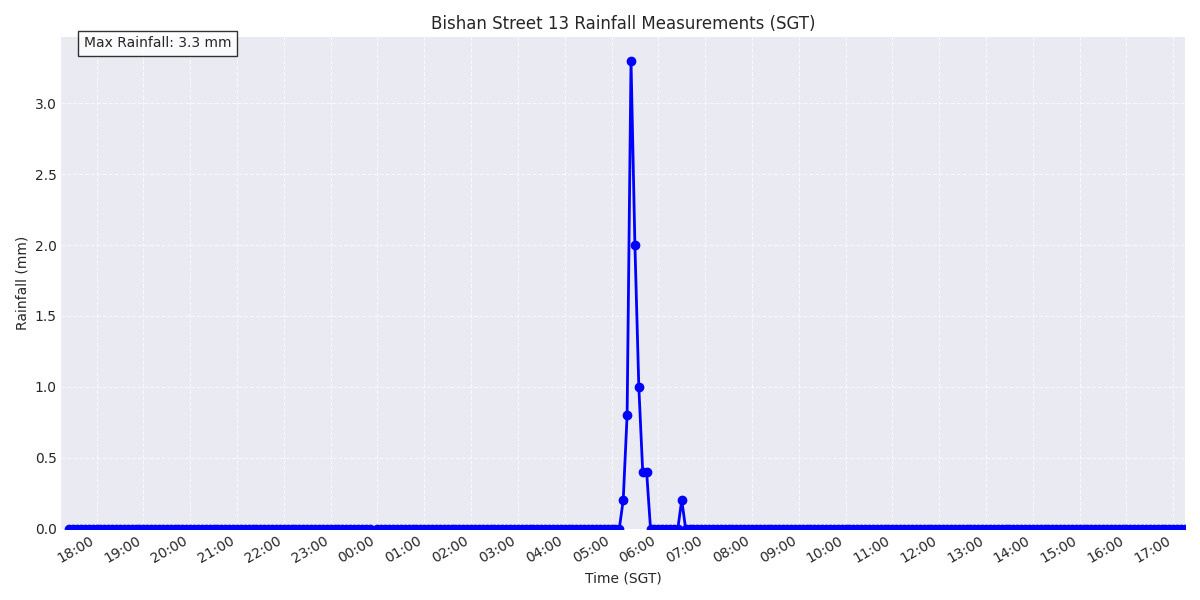 Bishan Street 13 Rainfall Measurements (SGT)
Max Rainfall: 3.3 mm
Rainfall (mm)
3.0
2.5
2.0
1.5
1.0
0.5
0.0
18:00 19:00 20:00 21:00 22:00 23:00 00:00 01:00 02:00 03:00 04:00 05:00 06:00 07:00 08:00 09:00 10:00 11:00 12:00 13:00 14:00 15:00 16:00 17:00
Time (SGT)